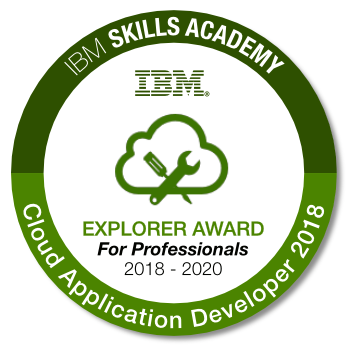 IBM SKILLS ACADEMY
IBM®
EXPLORER AWARD
For Professionals
2018 - 2020
Cloud Application Developer 2018